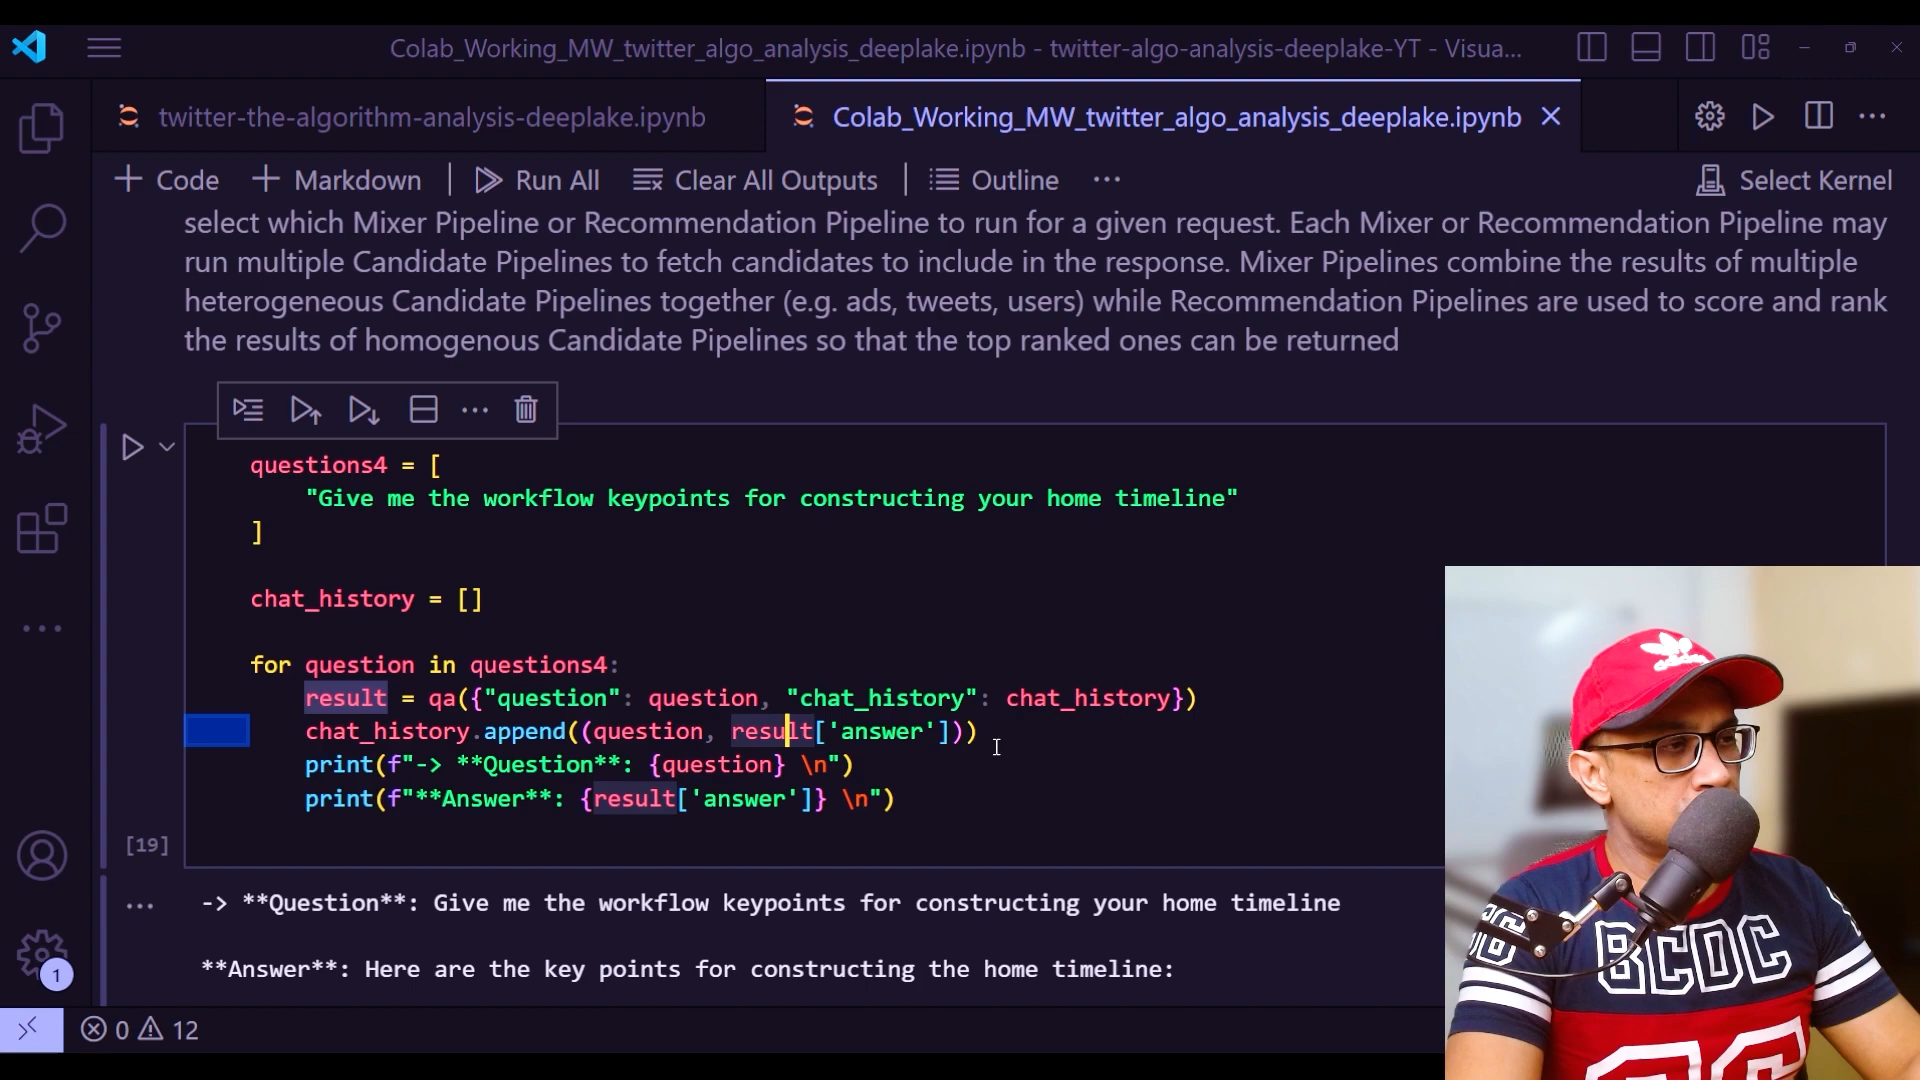 Colab_Working_MW_twitter_algo_analysis_deeplake.ipynb - twitter-algo-analysis-deeplake-YT - Visua...
twitter-the-algorithm-analysis-deeplake.ipynb
Colab_Working_MW_twitter_algo_analysis_deeplake.ipynb
Code
Markdown
Run All
Clear All Outputs
Outline
Select Kernel
select which Mixer Pipeline or Recommendation Pipeline to run for a given request. Each Mixer or Recommendation Pipeline may
run multiple Candidate Pipelines to fetch candidates to include in the response. Mixer Pipelines combine the results of multiple
heterogeneous Candidate Pipelines together (e.g. ads, tweets, users) while Recommendation Pipelines are used to score and rank
the results of homogenous Candidate Pipelines so that the top ranked ones can be returned
questions4 = [
    "Give me the workflow keypoints for constructing your home timeline"
]
chat_history = []
for question in questions4:
    result = qa({"question": question, "chat_history": chat_history})
    chat_history.append((question, result['answer']))
    print(f"-> **Question**: {question} \n")
    print(f"**Answer**: {result['answer']} \n")
[19]
-> **Question**: Give me the workflow keypoints for constructing your home timeline
**Answer**: Here are the key points for constructing the home timeline:
1
0
12
adidas
BCDC